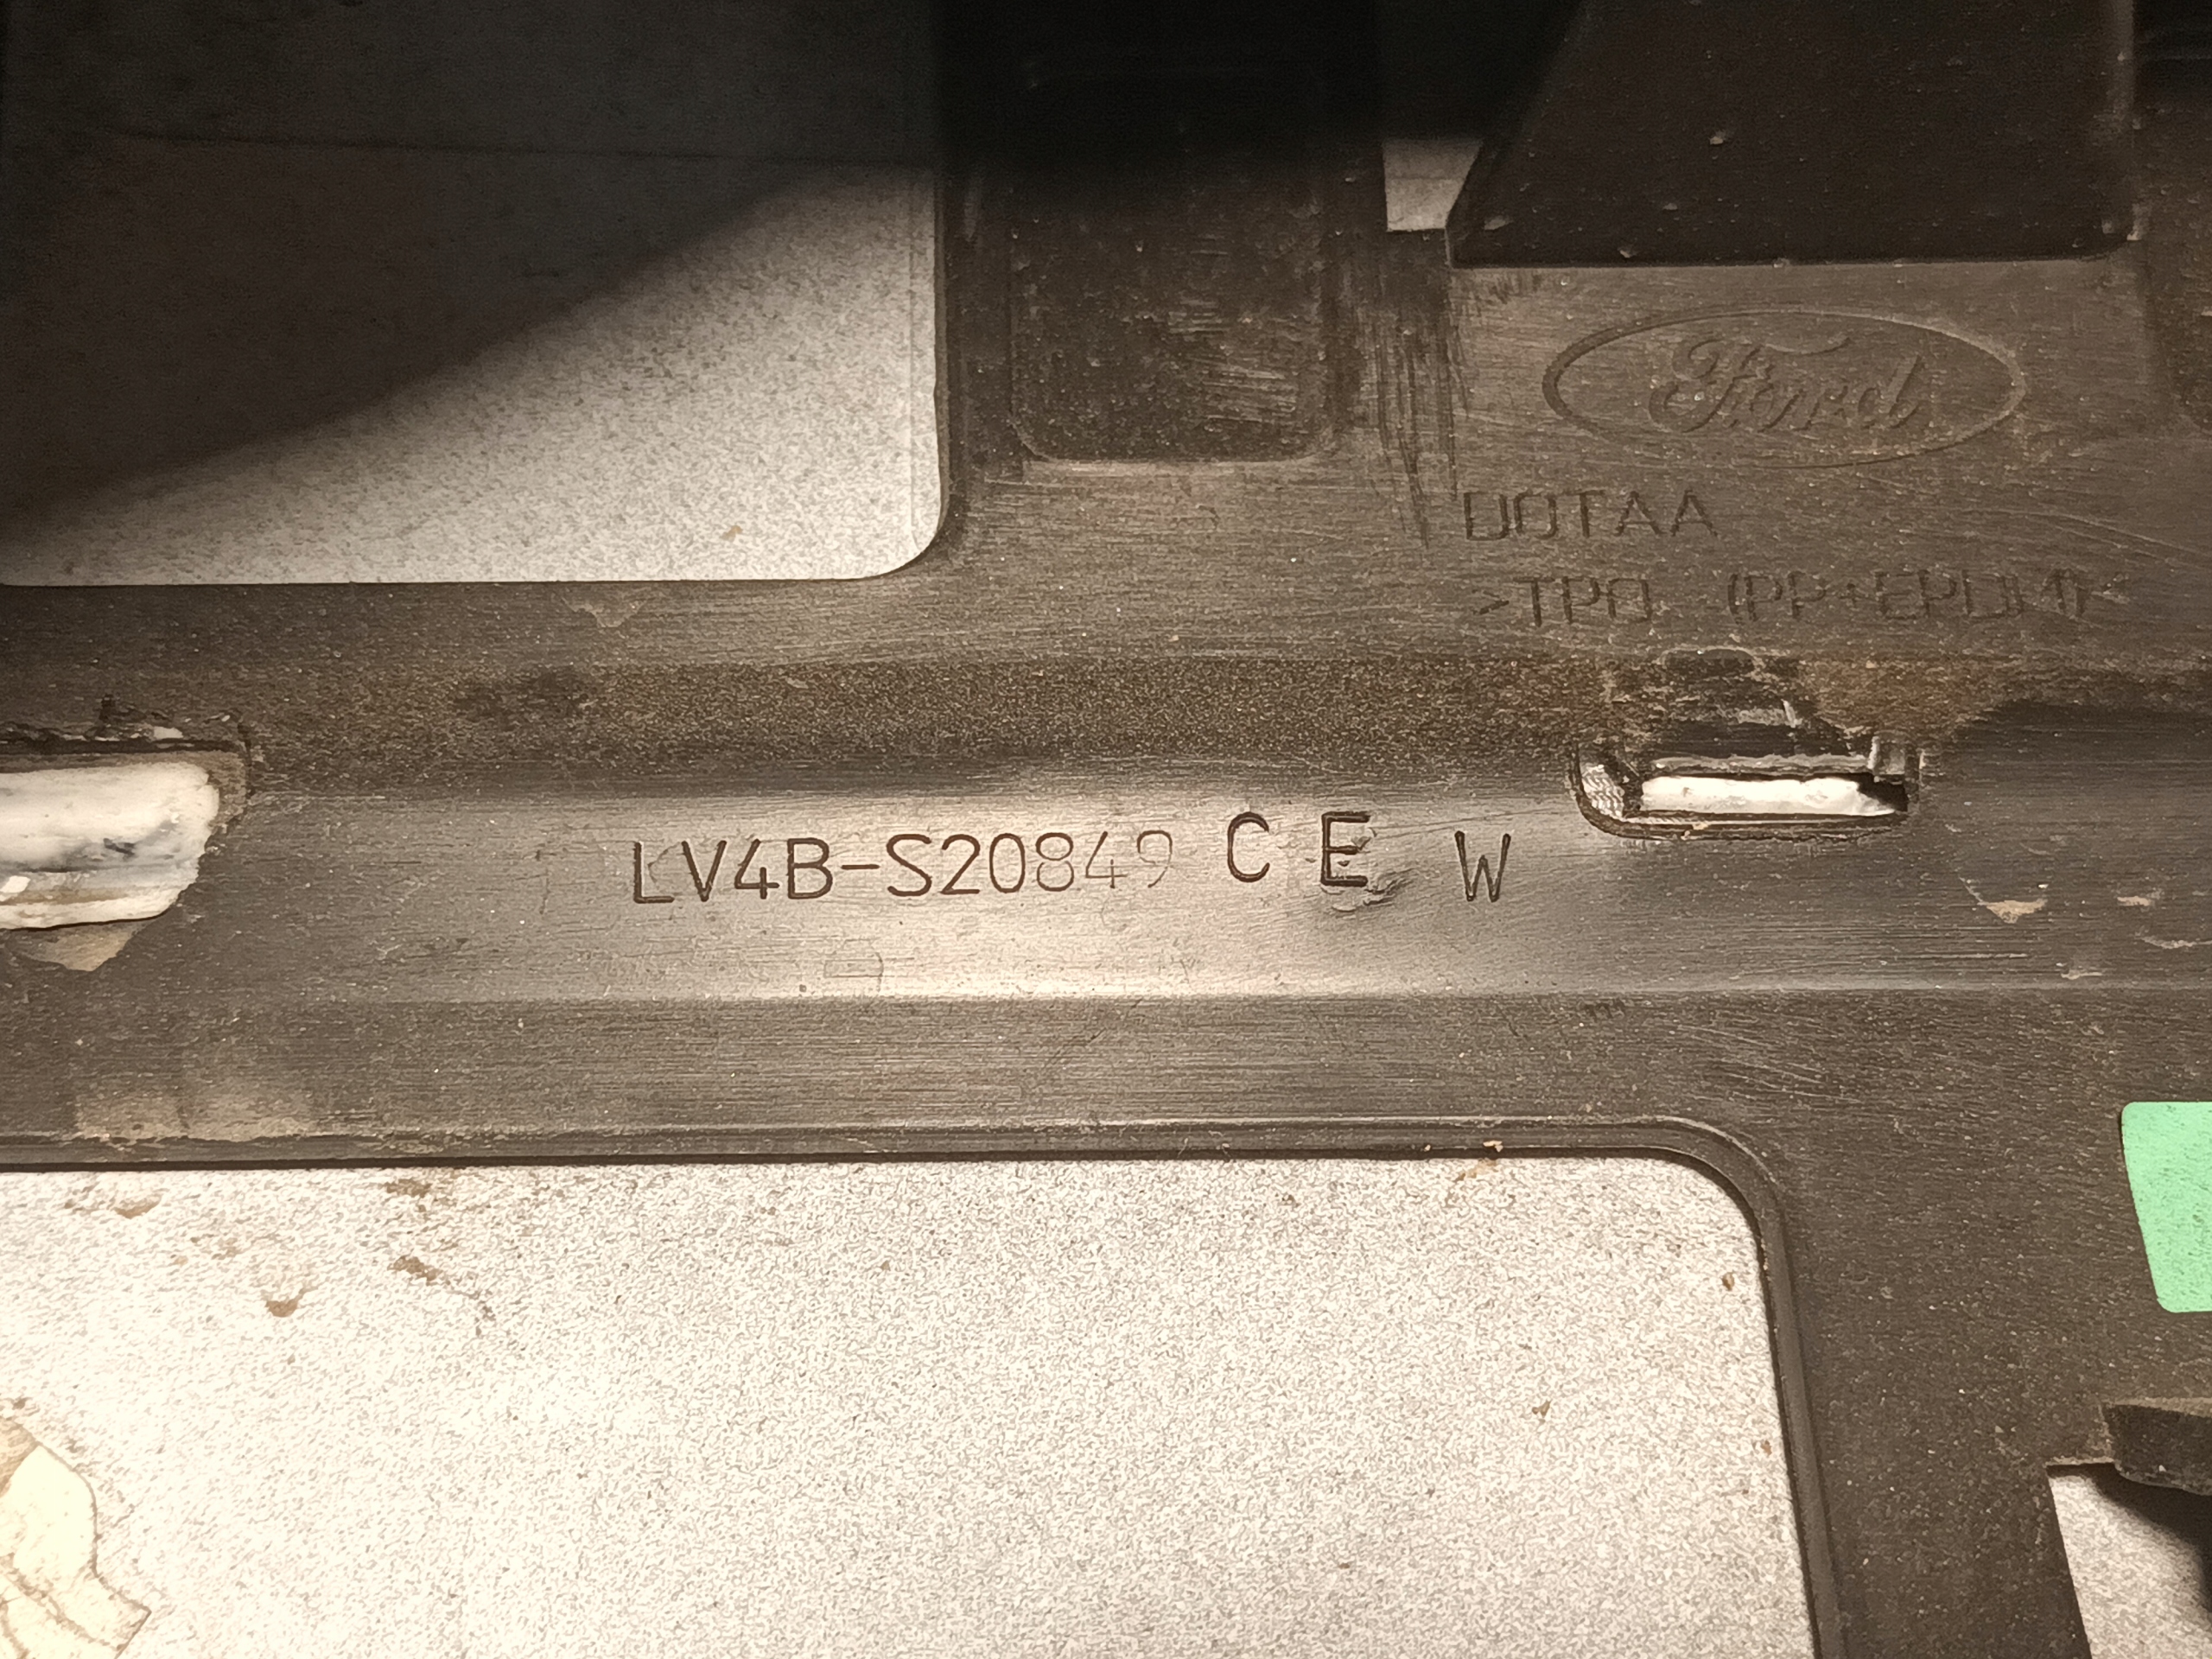 Ford
DOTAA
>TPO (PP+EPDM)<
LV4B-S20849 C E W